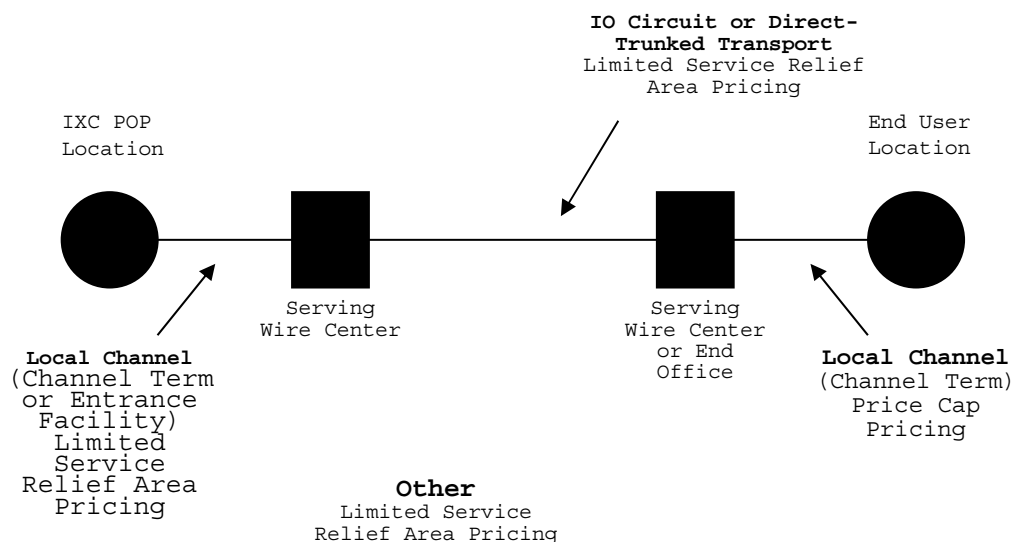 IO Circuit or Direct-
Trunked Transport
Limited Service Relief
Area Pricing
IXC POP
Location
End User
Location
Serving
Wire Center
Serving
Wire Center
or End
Office
Local Channel
(Channel Term
or Entrance
Facility)
Limited
Service
Relief Area
Pricing
Local Channel
(Channel Term)
Price Cap
Pricing
Other
Limited Service
Relief Area Pricing